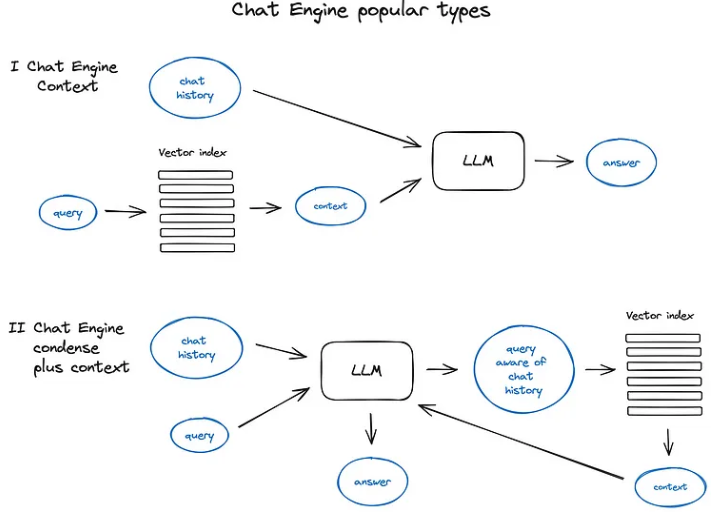 Chat Engine popular types
I Chat Engine
Context
chat
history
Vector index
query
context
LLM
answer
II Chat Engine
condense
plus context
chat
history
query
LLM
answer
query
aware of
chat
history
Vector index
context